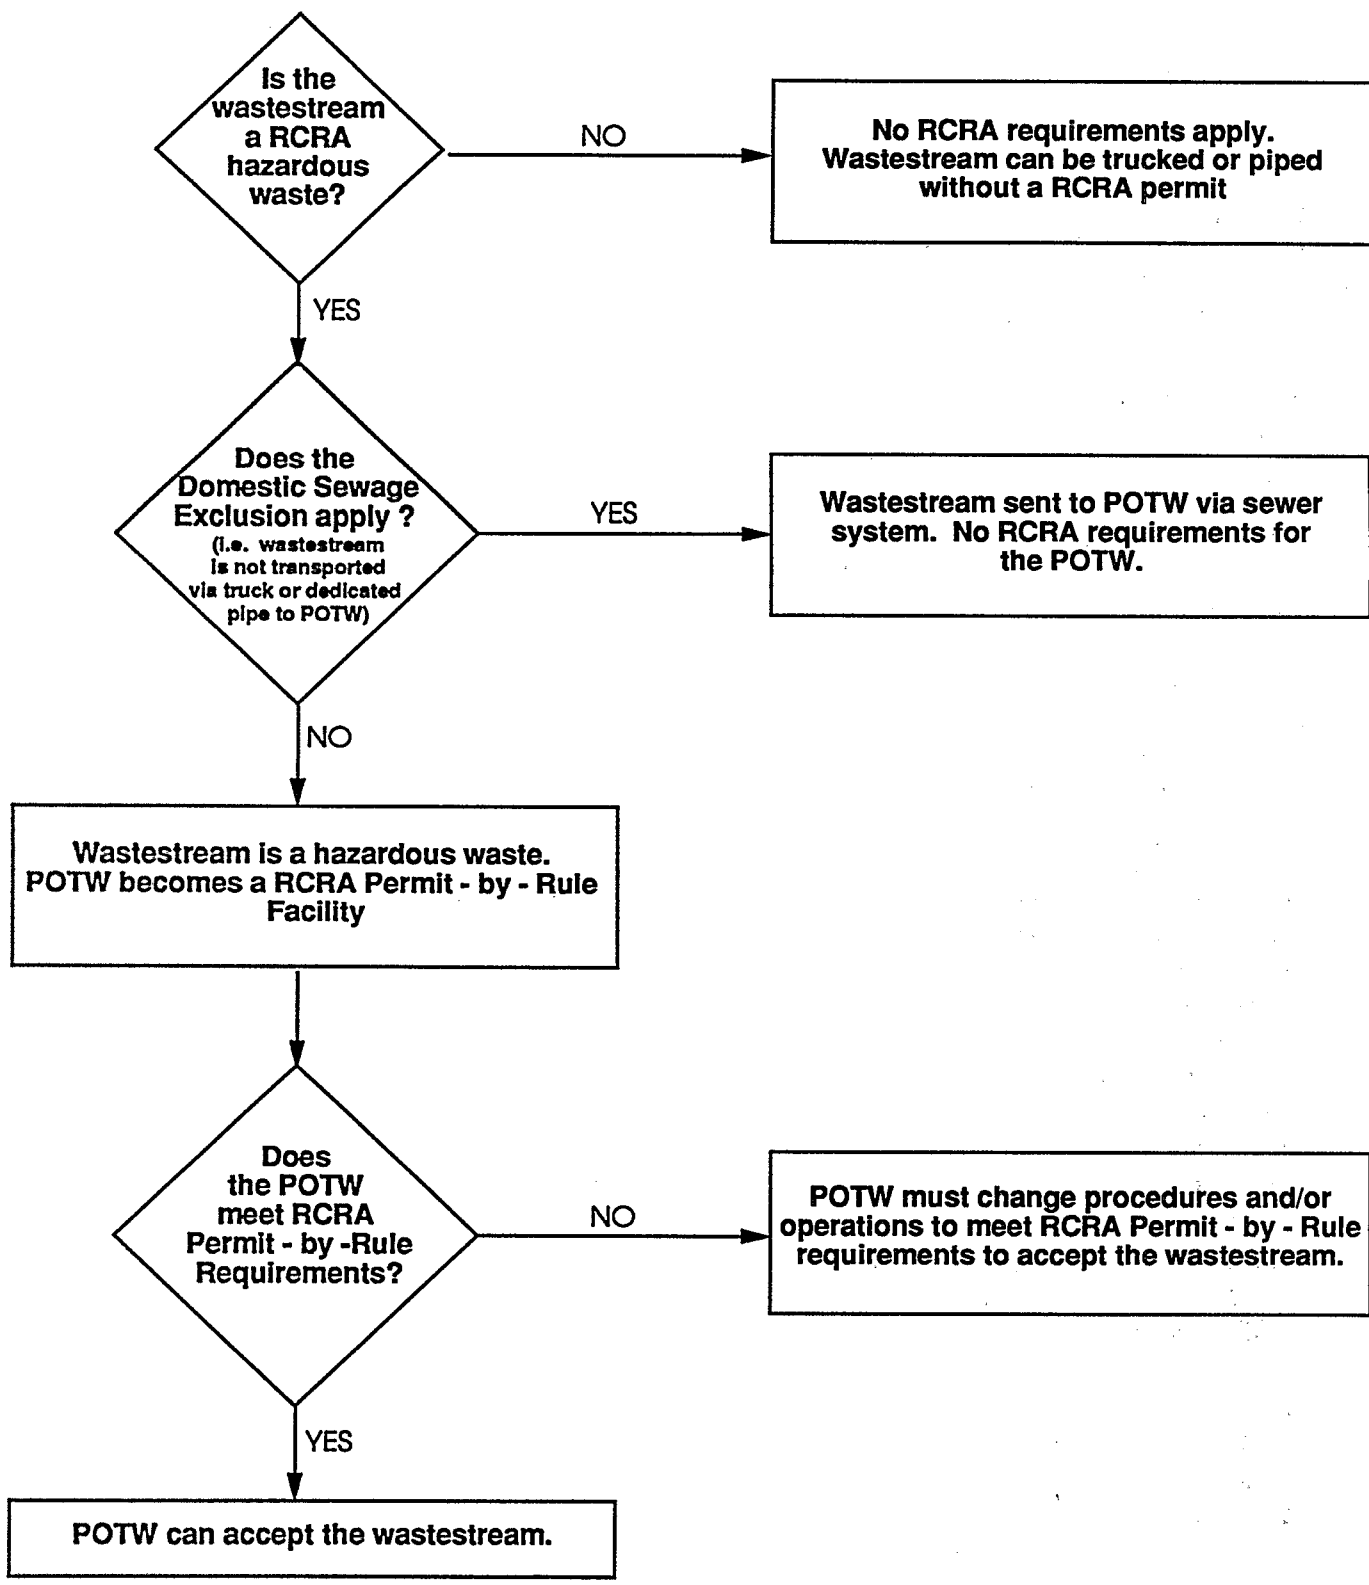 Is the
wastestream
a RCRA
hazardous
waste?
NO
No RCRA requirements apply.
Wastestream can be trucked or piped
without a RCRA permit
YES
Does the
Domestic Sewage
Exclusion apply ?
(i.e. wastestream
is not transported
via truck or dedicated
pipe to POTW)
YES
Wastestream sent to POTW via sewer
system. No RCRA requirements for
the POTW.
NO
Wastestream is a hazardous waste.
POTW becomes a RCRA Permit - by - Rule
Facility
Does
the POTW
meet RCRA
Permit - by -Rule
Requirements?
NO
POTW must change procedures and/or
operations to meet RCRA Permit - by - Rule
requirements to accept the wastestream.
YES
POTW can accept the wastestream.